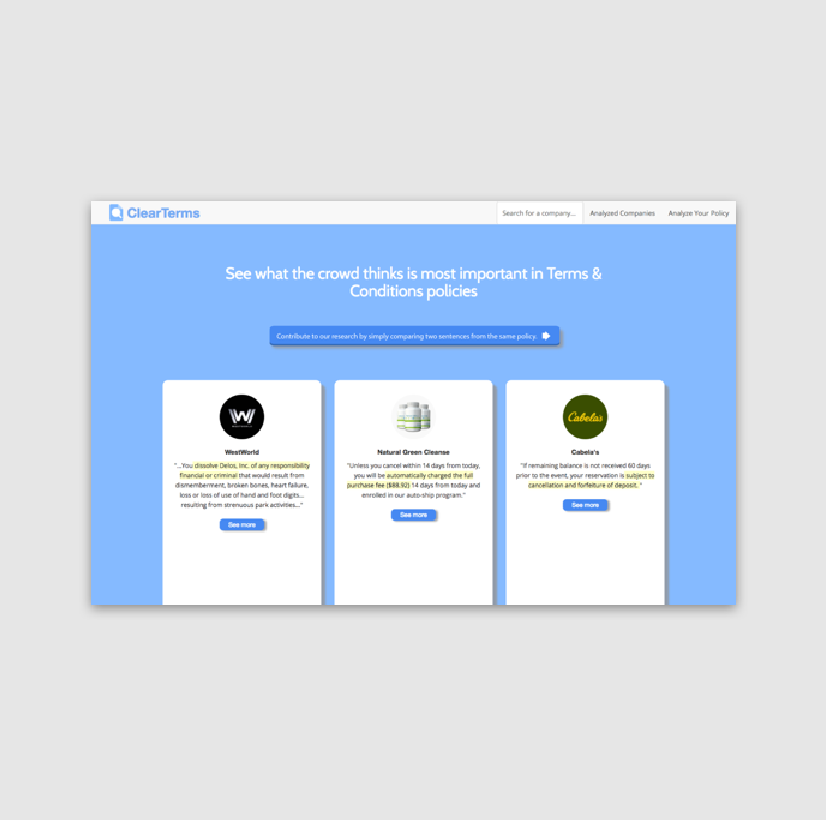 ClearTerms
Search for a company...
Analyzed Companies
Analyze Your Policy
See what the crowd thinks is most important in Terms &
Conditions policies
Contribute to our research by simply comparing two sentences from the same policy.
WestWorld
"...You dissolve Delos, Inc. of any responsibility
financial or criminal that would result from
dismemberment, broken bones, heart failure,
loss or loss of use of hand and foot digits...
resulting from strenuous park activities..."
See more
Natural Green Cleanse
"Unless you cancel within 14 days from today,
you will be automatically charged the full
purchase fee ($88.92) 14 days from today and
enrolled in our auto-ship program."
See more
Cabelas
Cabela's
"If remaining balance is not received 60 days
prior to the event, your reservation is subject to
cancellation and forfeiture of deposit. "
See more